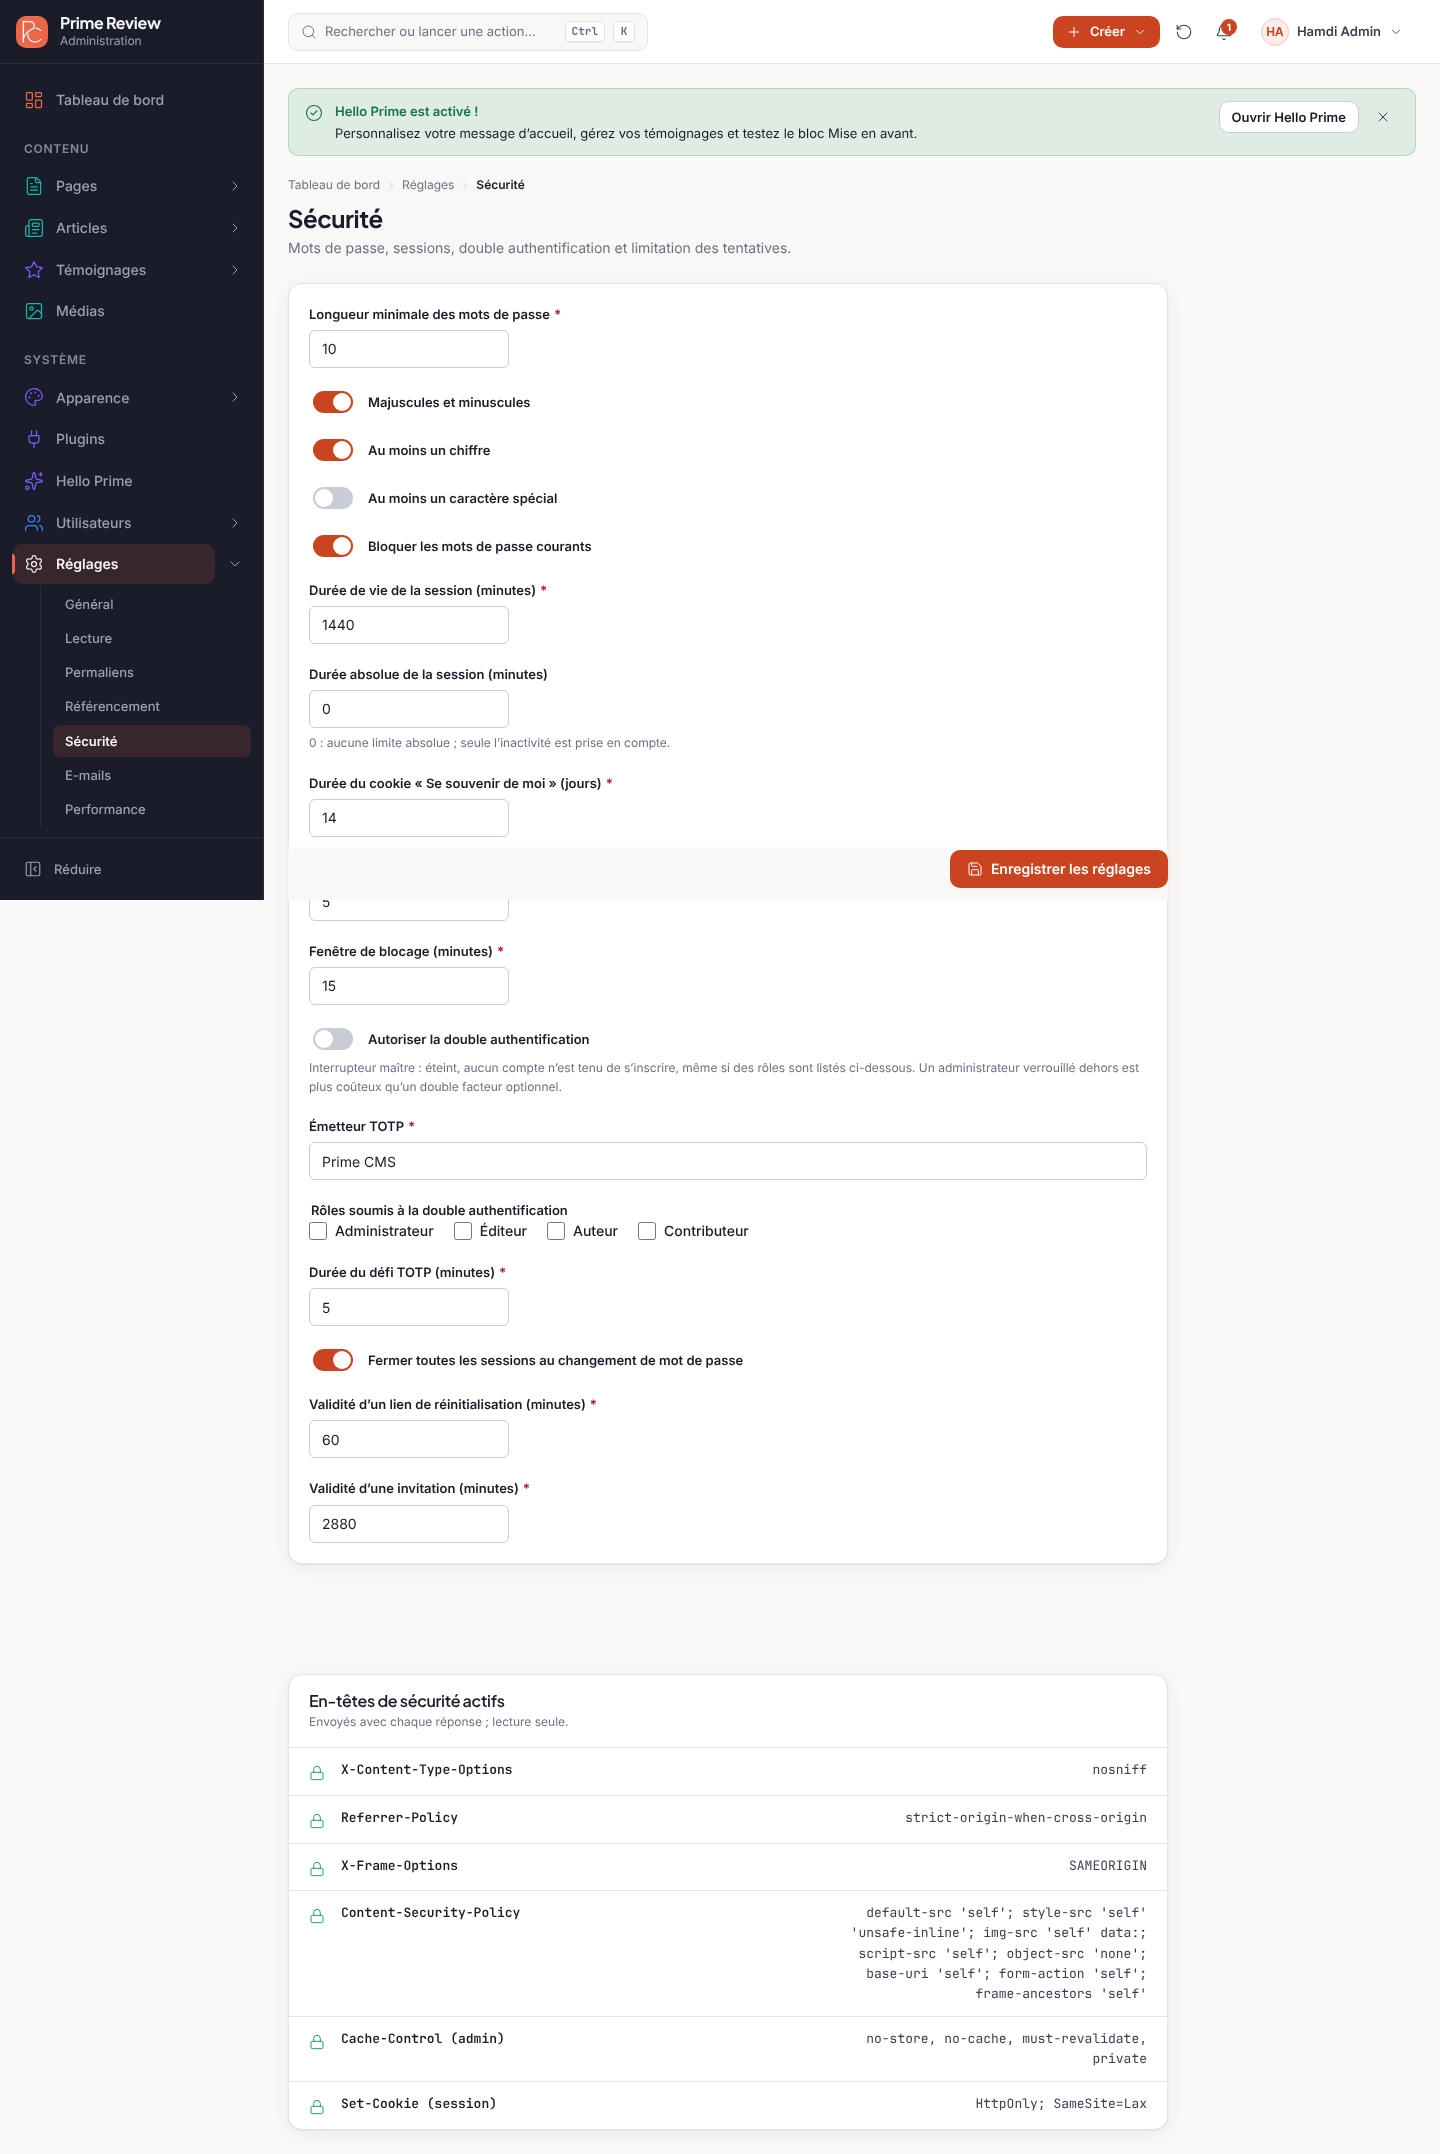 Prime Review
Administration
Rechercher ou lancer une action...
Ctrl
K
Créer
1
HA
Hamdi Admin
Tableau de bord
CONTENU
Pages
Articles
Témoignages
Médias
SYSTÈME
Apparence
Plugins
Hello Prime
Utilisateurs
Réglages
Général
Lecture
Permaliens
Référencement
Sécurité
E-mails
Performance
Réduire
Hello Prime est activé !
Personnalisez votre message d’accueil, gérez vos témoignages et testez le bloc Mise en avant.
Ouvrir Hello Prime
Tableau de bord
Réglages
Sécurité
Sécurité
Mots de passe, sessions, double authentification et limitation des tentatives.
Longueur minimale des mots de passe *
10
Majuscules et minuscules
Au moins un chiffre
Au moins un caractère spécial
Bloquer les mots de passe courants
Durée de vie de la session (minutes) *
1440
Durée absolue de la session (minutes)
0
0 : aucune limite absolue ; seule l’inactivité est prise en compte.
Durée du cookie « Se souvenir de moi » (jours) *
14
Enregistrer les réglages
5
Fenêtre de blocage (minutes) *
15
Autoriser la double authentification
Interrupteur maître : éteint, aucun compte n’est tenu de s’inscrire, même si des rôles sont listés ci-dessous. Un administrateur verrouillé dehors est
plus coûteux qu’un double facteur optionnel.
Émetteur TOTP *
Prime CMS
Rôles soumis à la double authentification
Administrateur
Éditeur
Auteur
Contributeur
Durée du défi TOTP (minutes) *
5
Fermer toutes les sessions au changement de mot de passe
Validité d’un lien de réinitialisation (minutes) *
60
Validité d’une invitation (minutes) *
2880
En-têtes de sécurité actifs
Envoyés avec chaque réponse ; lecture seule.
X-Content-Type-Options
nosniff
Referrer-Policy
strict-origin-when-cross-origin
X-Frame-Options
SAMEORIGIN
Content-Security-Policy
default-src 'self'; style-src 'self'
'unsafe-inline'; img-src 'self' data:;
script-src 'self'; object-src 'none';
base-uri 'self'; form-action 'self';
frame-ancestors 'self'
Cache-Control (admin)
no-store, no-cache, must-revalidate,
private
Set-Cookie (session)
HttpOnly; SameSite=Lax